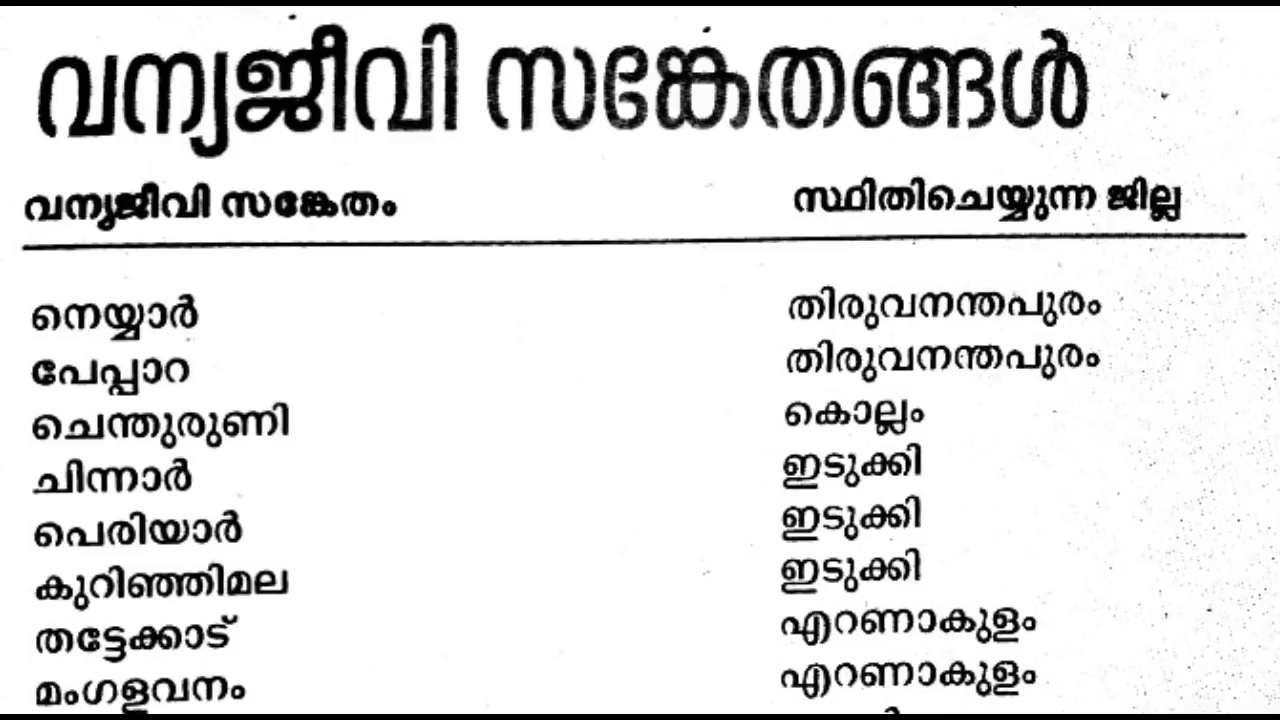 വന്യജീവി സങ്കേതങ്ങൾ
വന്യജീവി സങ്കേതം സ്ഥിതിചെയ്യുന്ന ജില്ല
നെയ്യാർ തിരുവനന്തപുരം
പേപ്പാറ തിരുവനന്തപുരം
ചെന്തുരുണി കൊല്ലം
ചിന്നാർ ഇടുക്കി
പെരിയാർ ഇടുക്കി
കുറിഞ്ഞിമല ഇടുക്കി
തട്ടേക്കാട് എറണാകുളം
മംഗളവനം എറണാകുളം